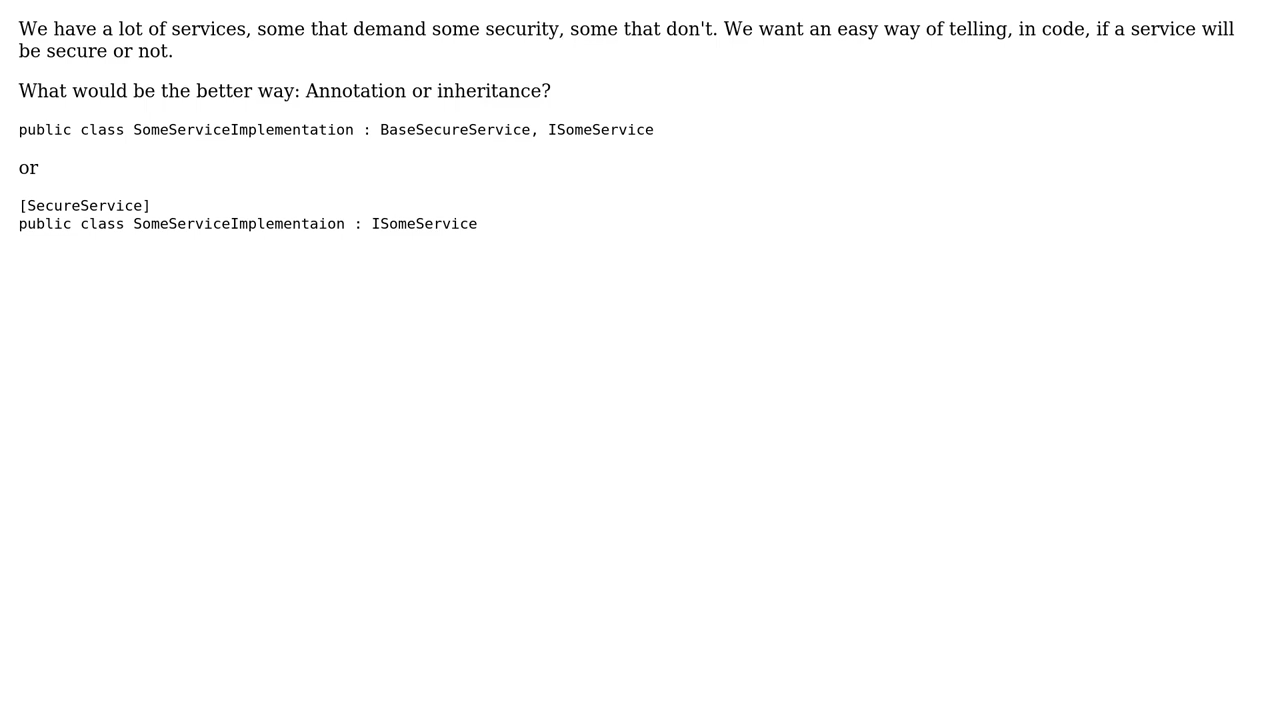 We have a lot of services, some that demand some security, some that don't. We want an easy way of telling, in code, if a service will
be secure or not.
What would be the better way: Annotation or inheritance?
public class SomeServiceImplementation : BaseSecureService, ISomeService
or
[SecureService]
public class SomeServiceImplementaion : ISomeService